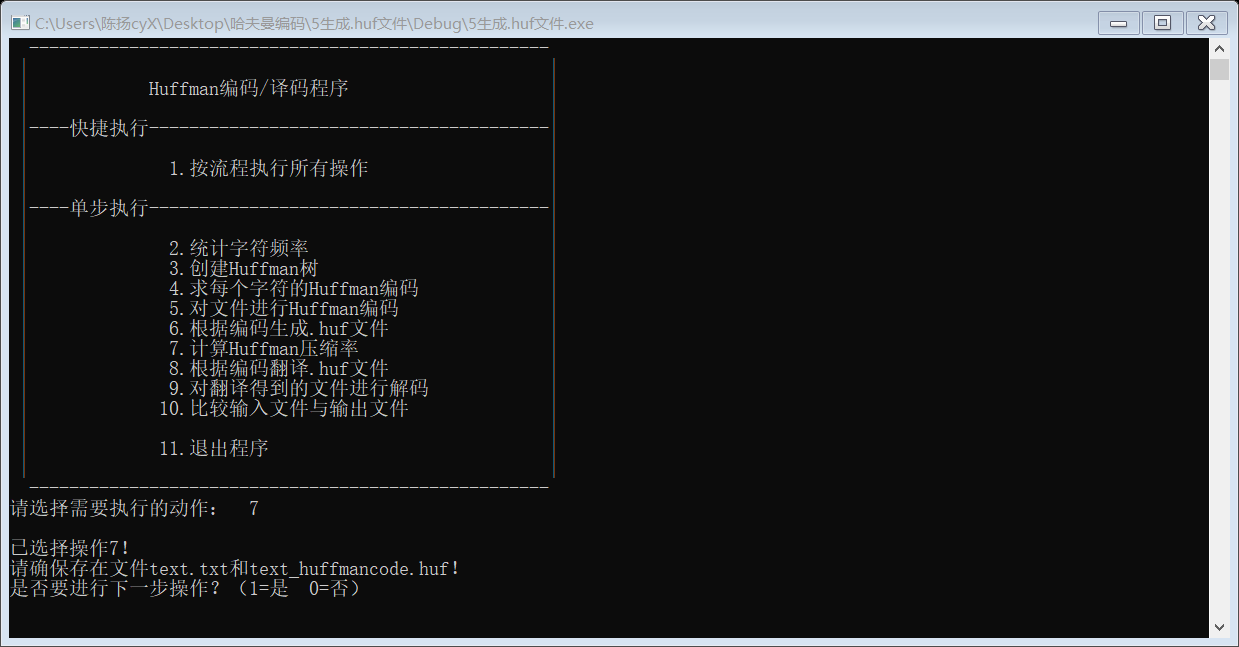 C:\Users\陈扬cyX\Desktop\哈夫曼编码\5生成.huf文件\Debug\5生成.huf文件.exe
----------------------------------------------------
Huffman编码/译码程序
----快捷执行----------------------------------------
1.按流程执行所有操作
----单步执行----------------------------------------
2.统计字符频率
3.创建Huffman树
4.求每个字符的Huffman编码
5.对文件进行Huffman编码
6.根据编码生成.huf文件
7.计算Huffman压缩率
8.根据编码翻译.huf文件
9.对翻译得到的文件进行解码
10.比较输入文件与输出文件
11.退出程序
----------------------------------------------------
请选择需要执行的动作： 7
已选择操作7!
请确保存在文件text.txt和text_huffmancode.huf!
是否要进行下一步操作？（1=是 0=否）